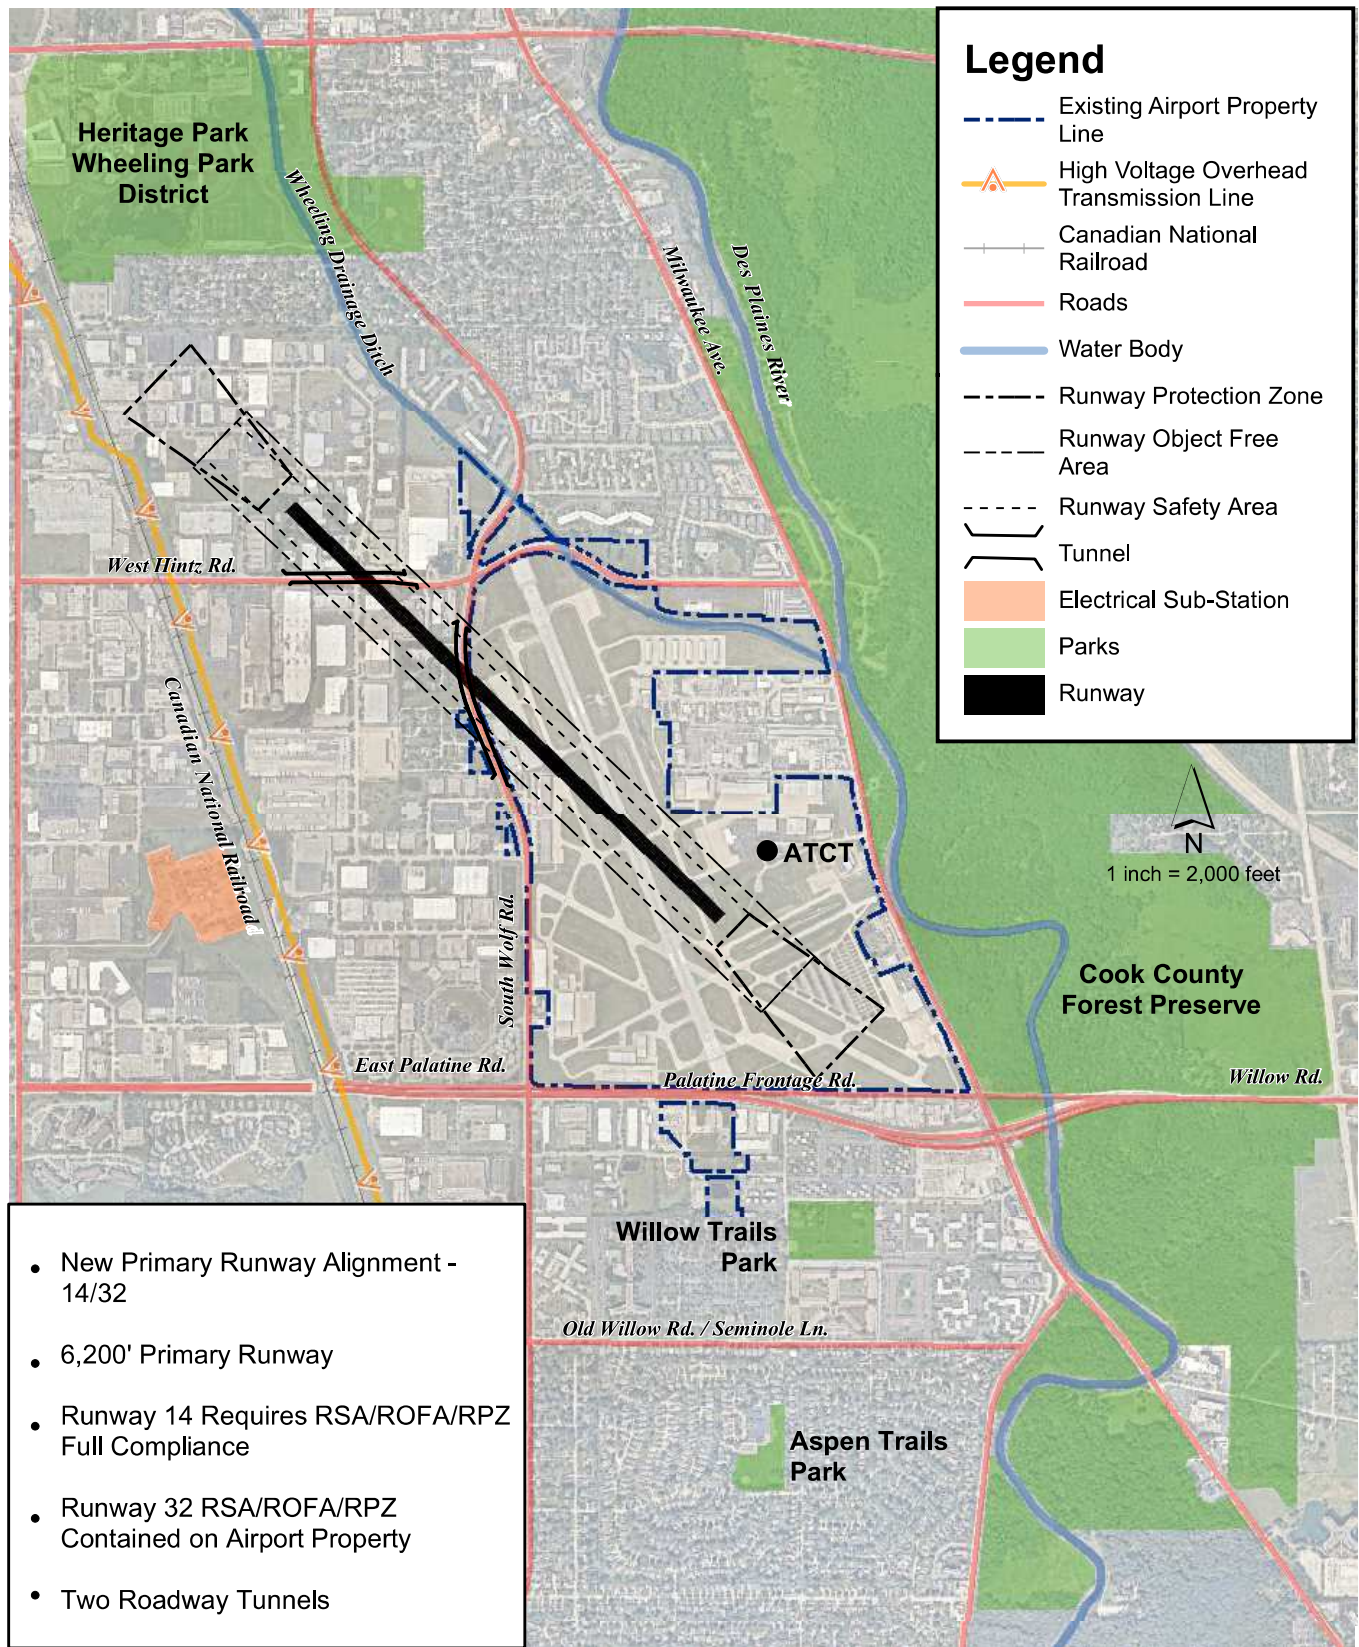 Legend
Existing Airport Property
Line
High Voltage Overhead
Transmission Line
Canadian National
Railroad
Roads
Water Body
Runway Protection Zone
Runway Object Free
Area
Runway Safety Area
Tunnel
Electrical Sub-Station
Parks
Runway
Heritage Park
Wheeling Park
District
Wheeling Drainage Ditch
Milwaukee Ave.
Des Plaines River
West Hintz Rd.
Canadian National Railroad
ATCT
N
1 inch = 2,000 feet
South Wolf Rd.
Cook County
Forest Preserve
East Palatine Rd.
Palatine Frontage Rd.
Willow Rd.
Willow Trails
Park
Old Willow Rd. / Seminole Ln.
Aspen Trails
Park
• New Primary Runway Alignment -
14/32
• 6,200' Primary Runway
• Runway 14 Requires RSA/ROFA/RPZ
Full Compliance
• Runway 32 RSA/ROFA/RPZ
Contained on Airport Property
• Two Roadway Tunnels